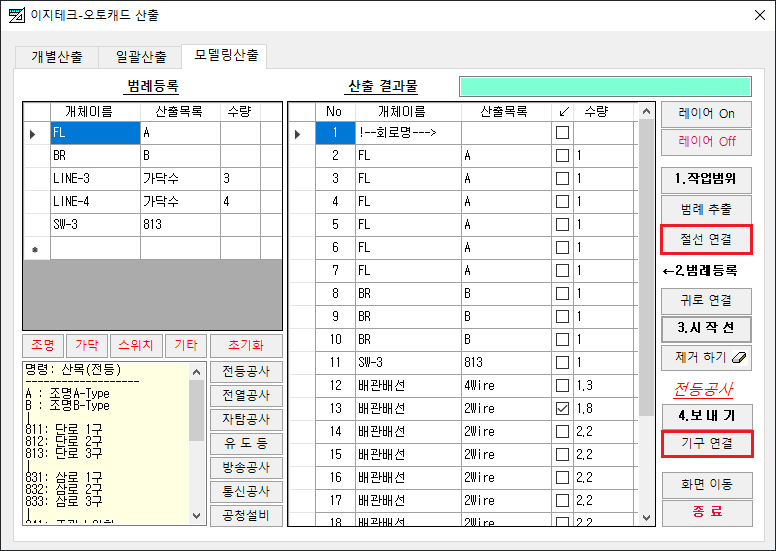 이지테크-오토캐드 산출
개별산출 일괄산출 모델링산출
범례등록
개체이름 산출목록 수량
FL A
BR B
LINE-3 가닥수 3
LINE-4 가닥수 4
SW-3 813
조명 가닥 스위치 기타 초기화
명령: 산목(전등)
-------------------
A : 조명A-Type
B : 조명B-Type
|
811: 단로 1구
812: 단로 2구
813: 단로 3구
|
831: 삼로 1구
832: 삼로 2구
833: 삼로 3구
|
전등공사
전열공사
자탐공사
유 도 등
방송공사
통신공사
공청설비
산출 결과물
No 개체이름 산출목록 ↙ 수량
1 !--회로명--->
2 FL A 1
3 FL A 1
4 FL A 1
5 FL A 1
6 FL A 1
7 FL A 1
8 BR B 1
9 BR B 1
10 BR B 1
11 SW-3 813 1
12 배관배선 4Wire 1,3
13 배관배선 2Wire 1,8
14 배관배선 2Wire 2,2
15 배관배선 2Wire 2,2
16 배관배선 2Wire 2,2
17 배관배선 2Wire 2,2
18 배관배선 2Wire 2,2
레이어 On
레이어 Off
1.작업범위
범례 추출
절선 연결
←2.범례등록
귀로 연결
3.시 작 선
제거 하기
전등공사
4.보 내 기
기구 연결
화면 이동
종 료